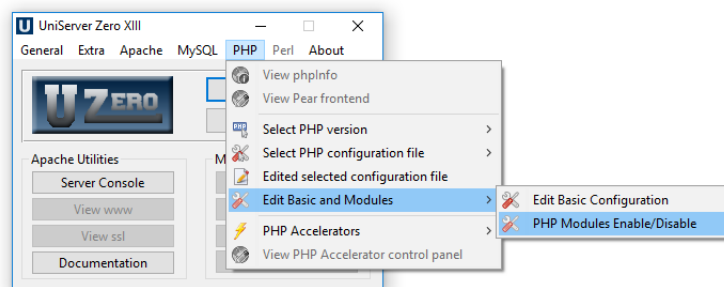 UniServer Zero XIII
General Extra Apache MySQL PHP Perl About
U ZERO
View phpInfo
View Pear frontend
Select PHP version
Select PHP configuration file
Edited selected configuration file
Edit Basic and Modules
PHP Accelerators
View PHP Accelerator control panel
Edit Basic Configuration
PHP Modules Enable/Disable
Apache Utilities
M
Server Console
View www
View ssl
Documentation